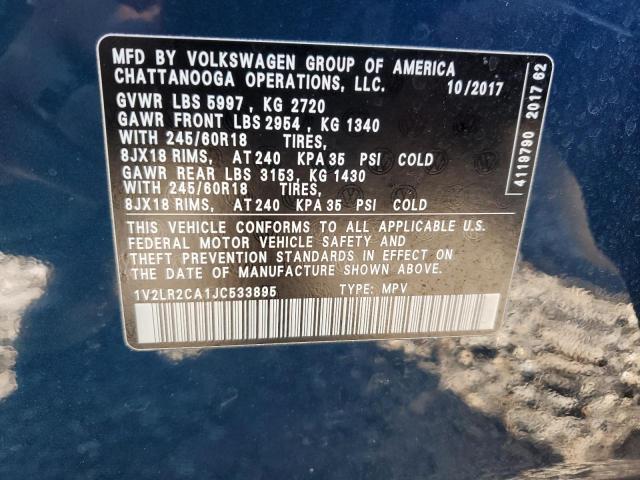 MFD BY VOLKSWAGEN GROUP OF AMERICA
CHATTANOOGA OPERATIONS, LLC. 10/2017
GVWR LBS 5997 , KG 2720
GAWR FRONT LBS 2954 , KG 1340
WITH 245/60R18 TIRES,
8JX18 RIMS, AT 240 KPA 35 PSI COLD
GAWR REAR LBS 3153, KG 1430
WITH 245/60R18 TIRES,
8JX18 RIMS, AT 240 KPA 35 PSI COLD
THIS VEHICLE CONFORMS TO ALL APPLICABLE U.S.
FEDERAL MOTOR VEHICLE SAFETY AND
THEFT PREVENTION STANDARDS IN EFFECT ON
THE DATE OF MANUFACTURE SHOWN ABOVE.
1V2LR2CA1JC533895 TYPE: MPV
4119790 2017 62